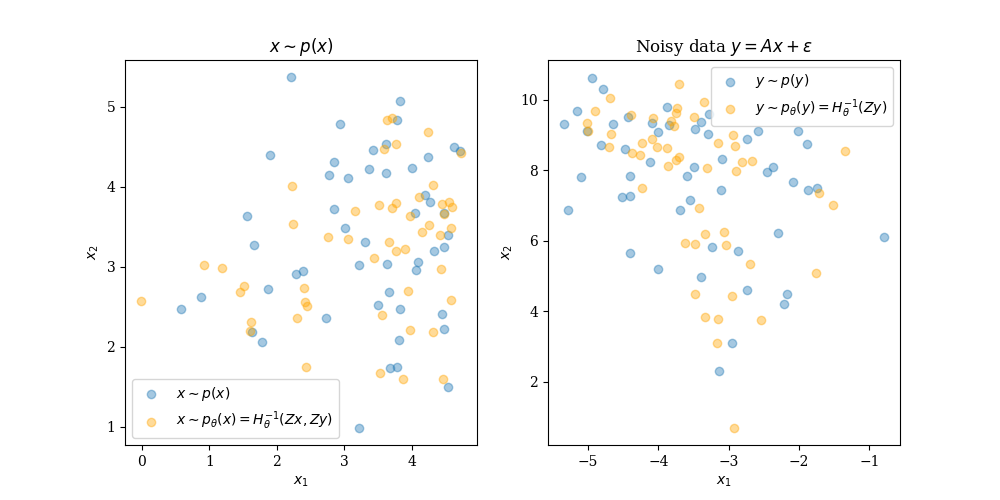 x ∼ p(x)
x₂
5
4
3
2
1
x ∼ p(x)
x ∼ p_θ(x) = H_θ^{-1}(Zx, Zy)
0 1 2 3 4
x₁
Noisy data y = Ax + ε
x₂
10
8
6
4
2
y ∼ p(y)
y ∼ p_θ(y) = H_θ^{-1}(Zy)
−5 −4 −3 −2 −1
x₁